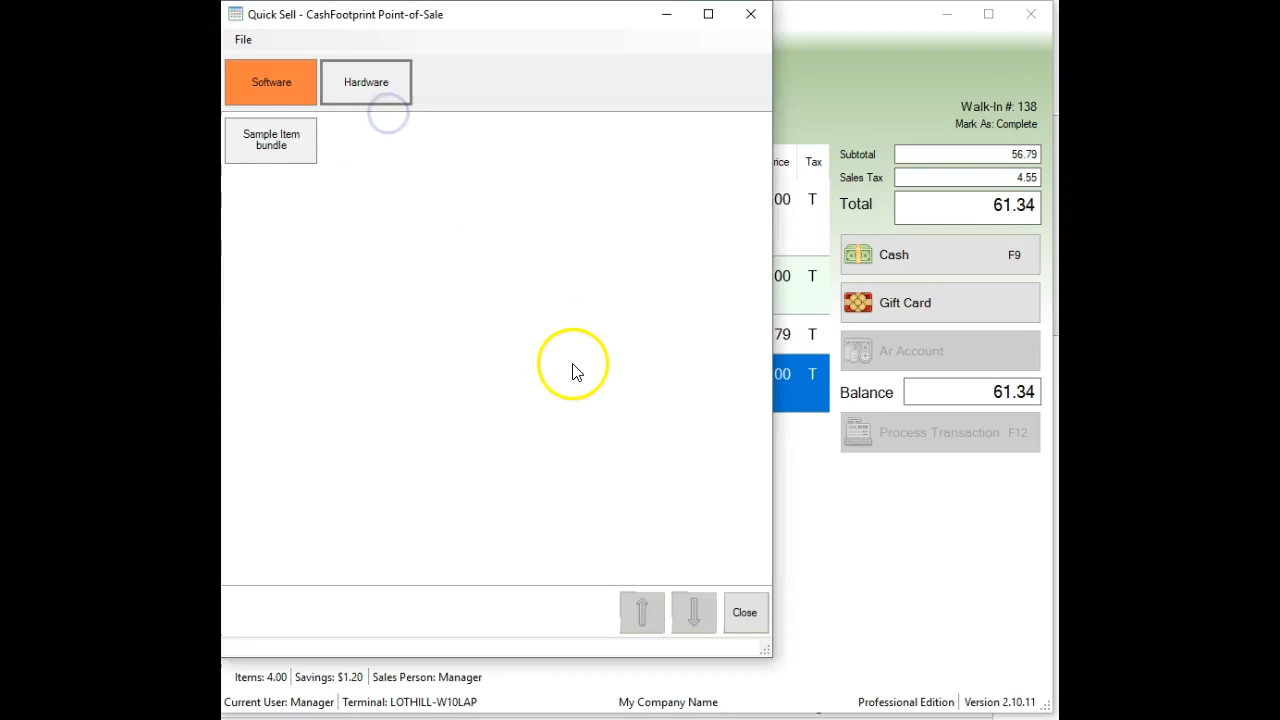 Quick Sell - CashFootprint Point-of-Sale
File
Software
Hardware
Sample Item
bundle
Close
Walk-In #: 138
Mark As: Complete
rice Tax
00 T
00 T
79 T
00 T
Subtotal 56.79
Sales Tax 4.55
Total 61.34
Cash F9
Gift Card
Ar Account
Balance 61.34
Process Transaction F12
Items: 4.00 Savings: $1.20 Sales Person: Manager
Current User: Manager Terminal: LOTHILL-W10LAP My Company Name Professional Edition Version 2.10.11